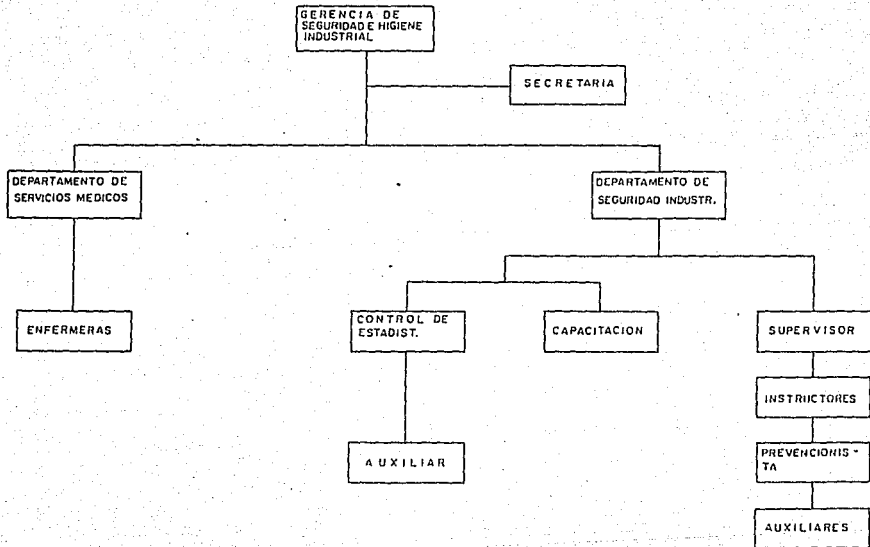 GERENCIA DE
SEGURIDAD E HIGIENE
INDUSTRIAL
SECRETARIA
DEPARTAMENTO DE
SERVICIOS MEDICOS
DEPARTAMENTO DE
SEGURIDAD INDUSTR.
ENFERMERAS
CONTROL DE
ESTADIST.
CAPACITACION
SUPERVISOR
INSTRUCTORES
PREVENCIONIS-
TA
AUXILIAR
AUXILIARES